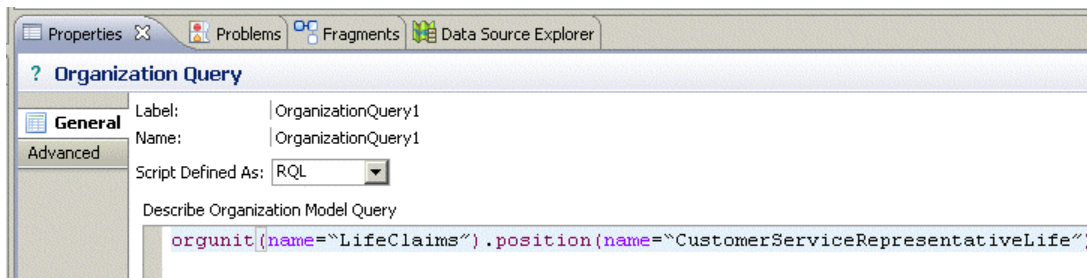 Properties Problems Fragments Data Source Explorer
? Organization Query
General
Advanced
Label: OrganizationQuery1
Name: OrganizationQuery1
Script Defined As: RQL
Describe Organization Model Query
orgunit(name="LifeClaims").position(name="CustomerServiceRepresentativeLife")